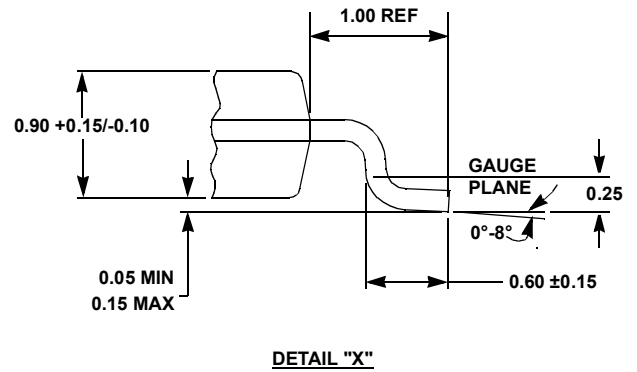 1.00 REF
0.90 +0.15/-0.10
GAUGE
PLANE
0.25
0°-8°
0.05 MIN
0.15 MAX
0.60 ±0.15
DETAIL "X"